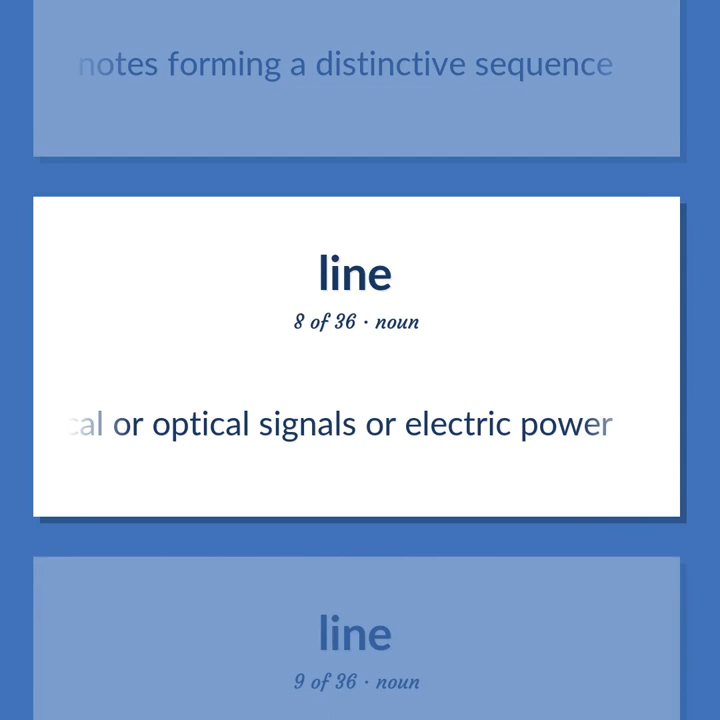 notes forming a distinctive sequence
line
8 of 36 · noun
cal or optical signals or electric power
line
9 of 36 · noun